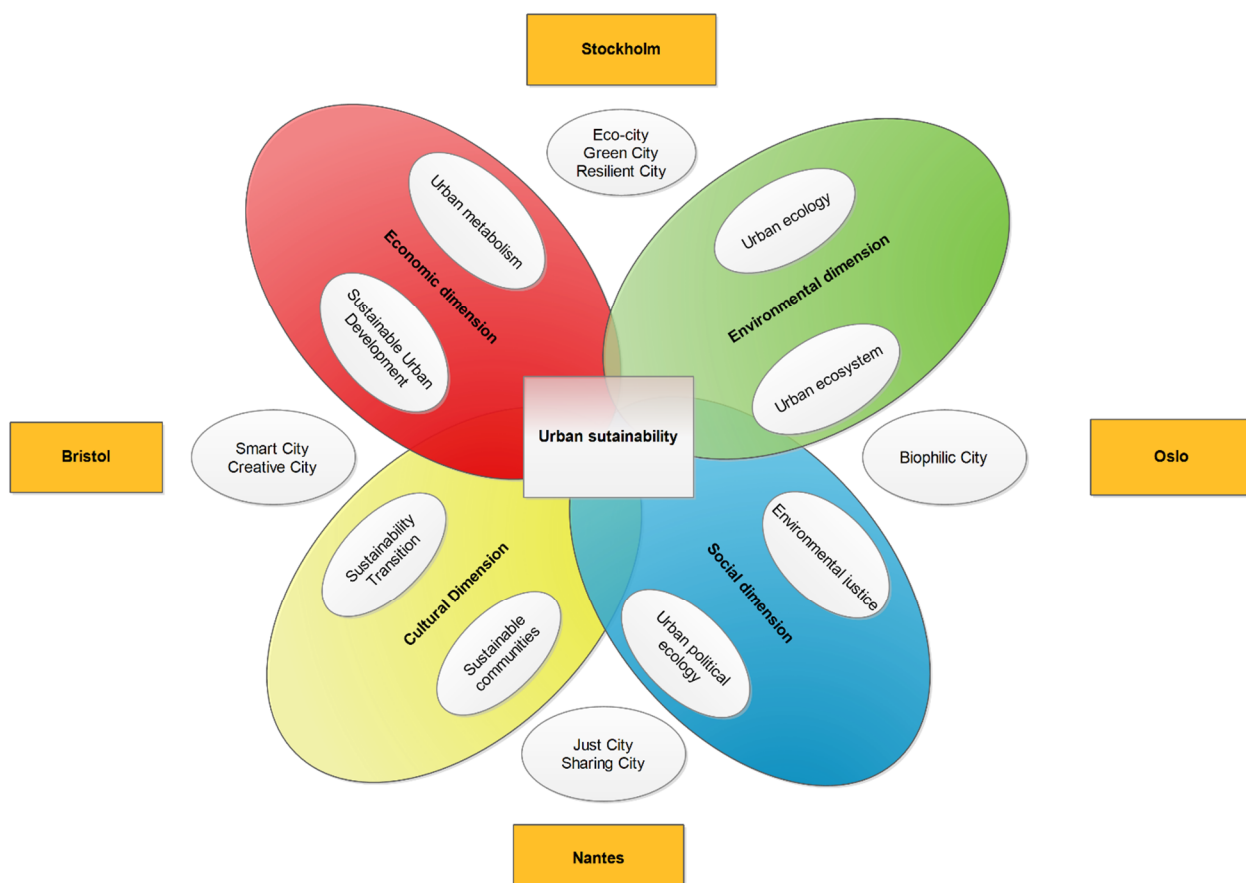 Stockholm
Eco-city
Green City
Resilient City
Urban metabolism
Economic dimension
Sustainable Urban
Development
Urban ecology
Environmental dimension
Urban ecosystem
Urban sutainability
Bristol
Smart City
Creative City
Biophilic City
Oslo
Sustainability
Transition
Cultural Dimension
Sustainable
communities
Environmental justice
Social dimension
Urban political
ecology
Just City
Sharing City
Nantes